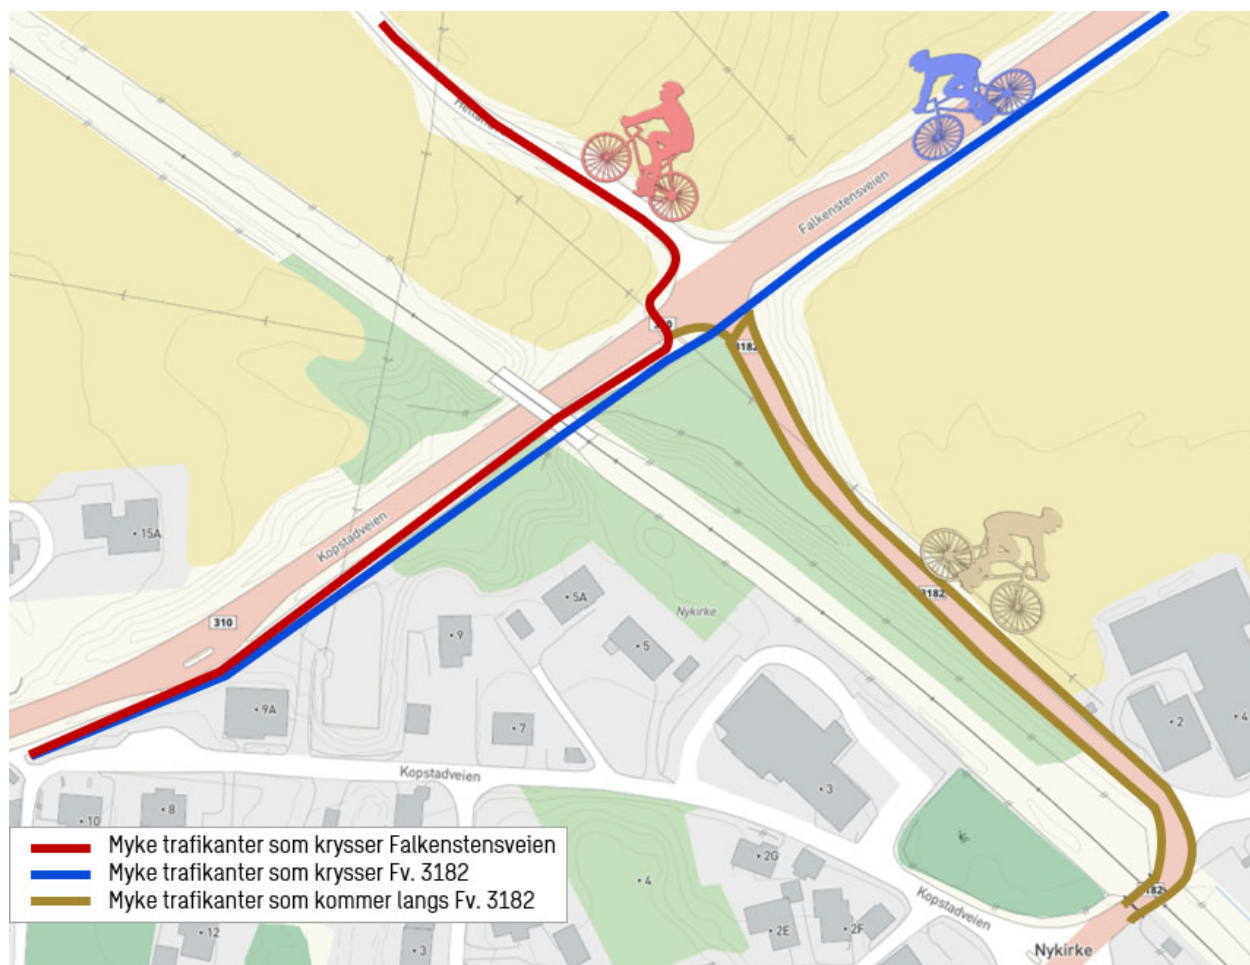 Falkenstensveien
3182
15A
Kopstadveien
3182
5A
Nykirke
310
9
5
9A
7
2
4
Kopstadveien
3
10
8
2G
Myke trafikanter som krysser Falkenstensveien
Myke trafikanter som krysser Fv. 3182
Myke trafikanter som kommer langs Fv. 3182
4
Kopstadveien
12
3
2E
2F
Nykirke